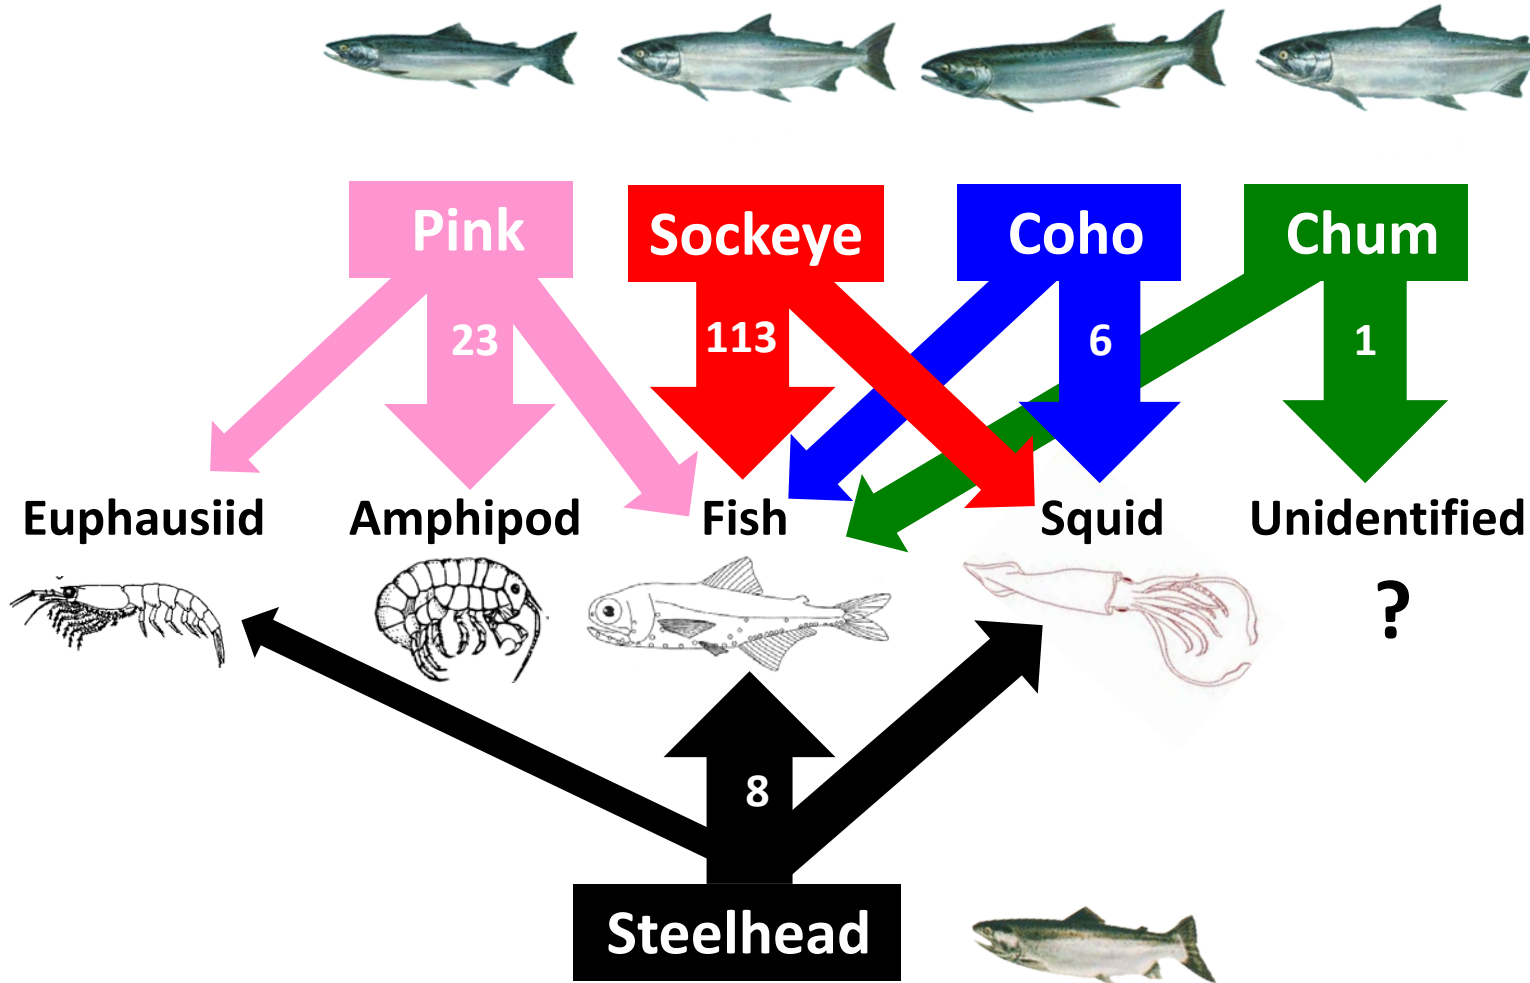 Pink
Sockeye
Coho
Chum
23
113
6
1
Euphausiid
Amphipod
Fish
Squid
Unidentified
?
8
Steelhead